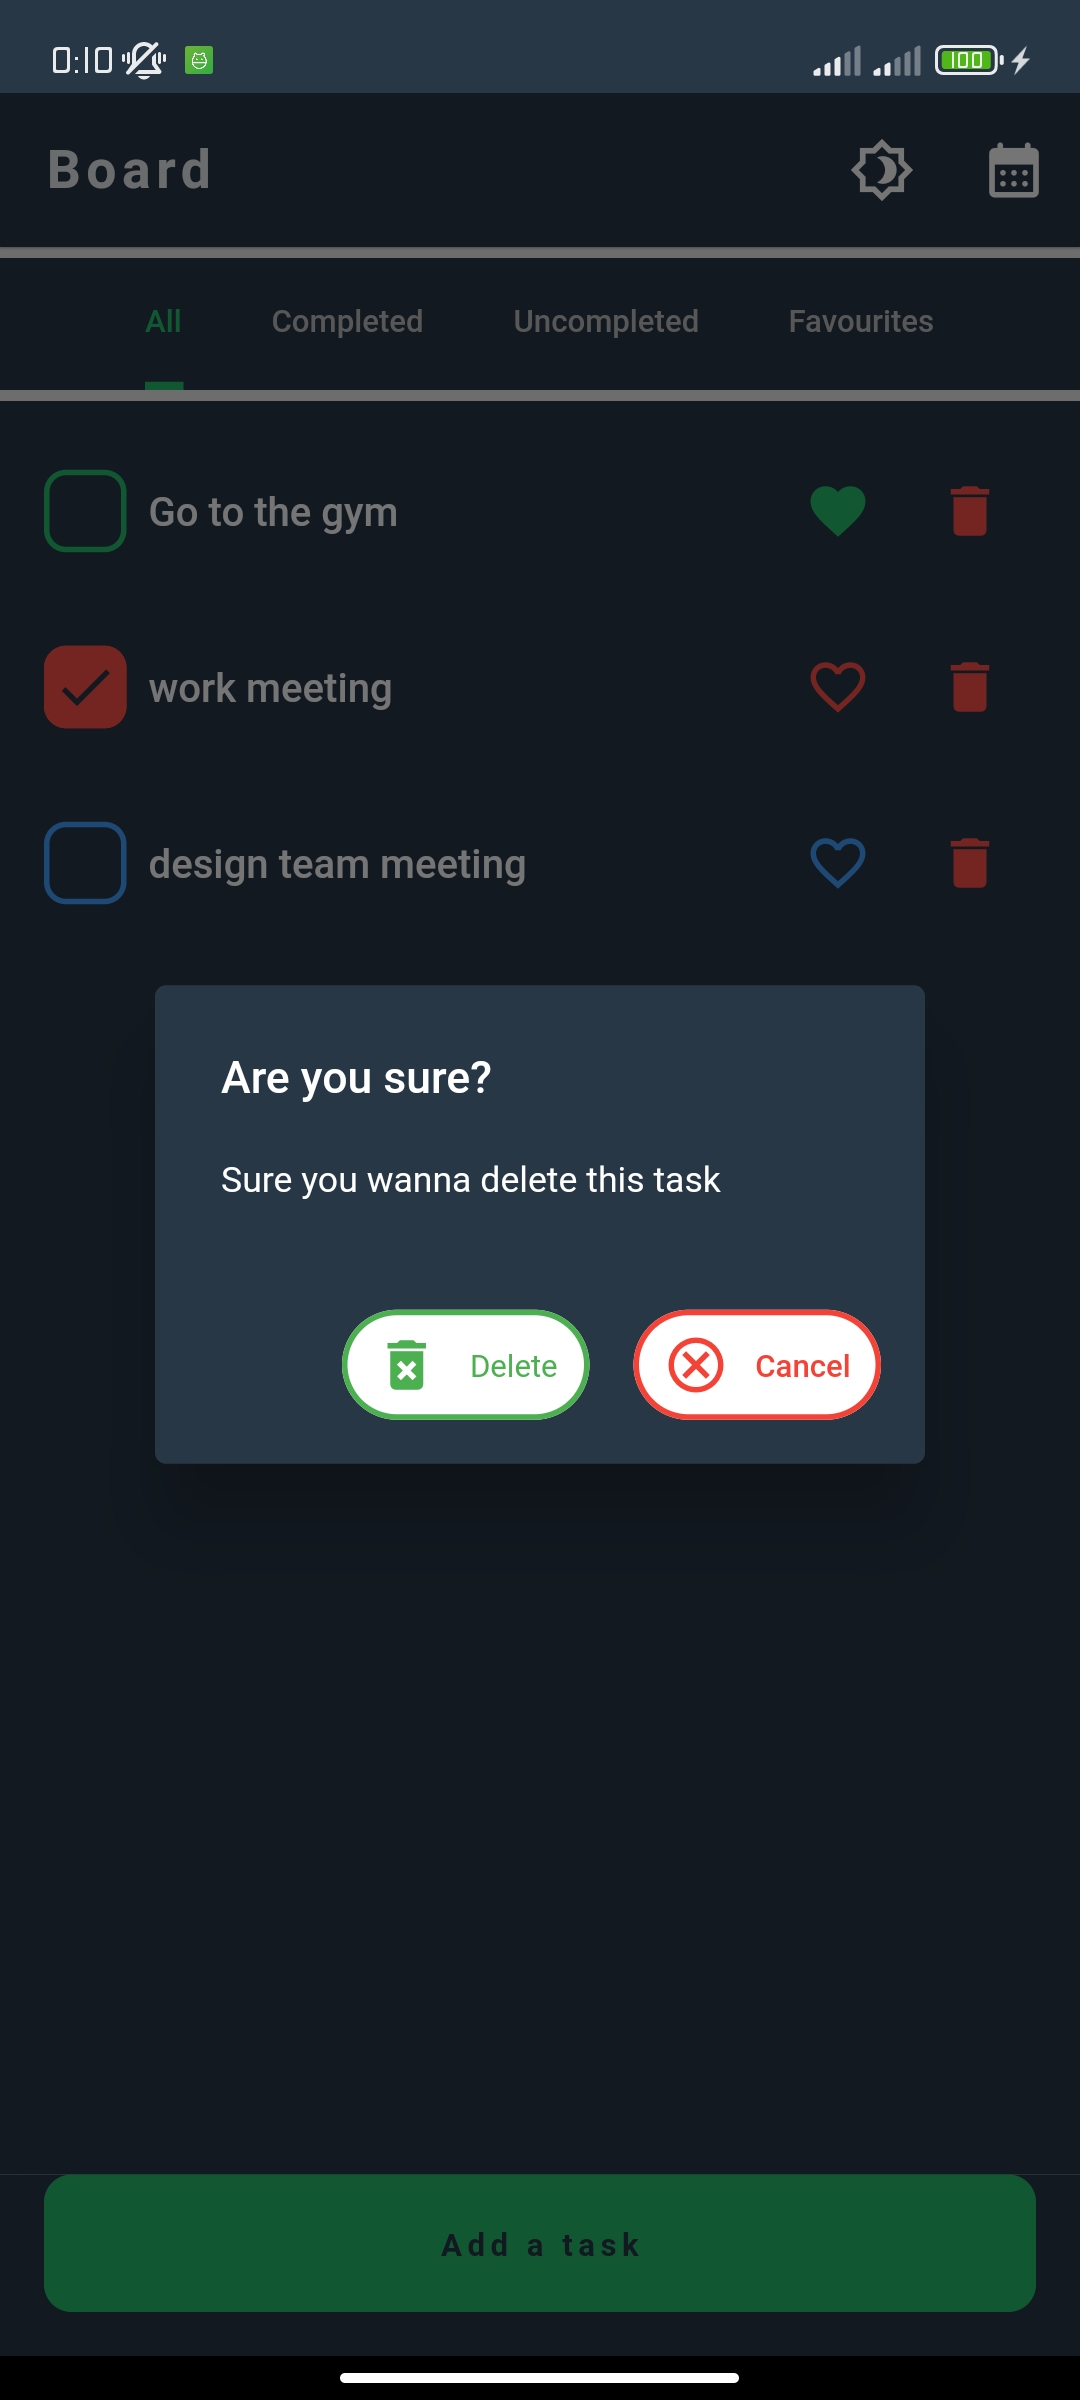 0:10
100
Board
All Completed Uncompleted Favourites
Go to the gym
work meeting
design team meeting
Are you sure?
Sure you wanna delete this task
Delete Cancel
Add a task